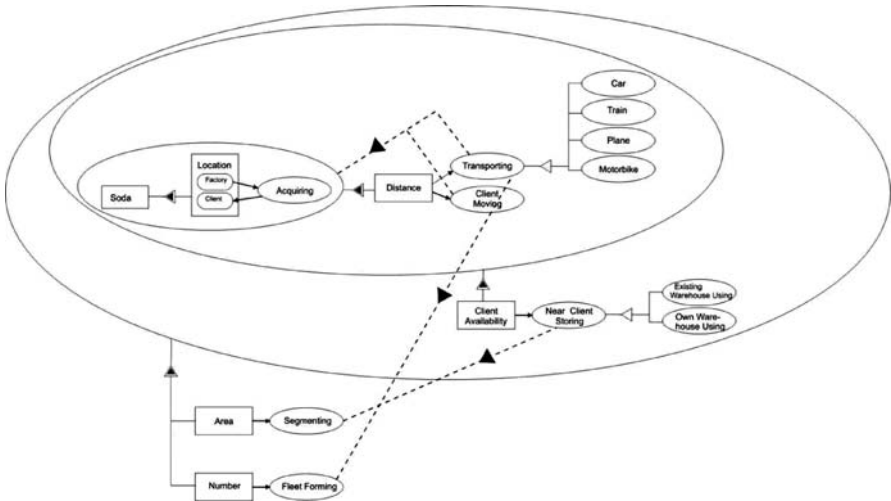 Car
Train
Plane
Motorbike
Transporting
Location
Factory
Client
Acquiring
Soda
Distance
Client
Moving
Client
Availability
Near Client
Storing
Existing
Warehouse Using
Own Ware-
house Using
Area
Segmenting
Number
Fleet Forming